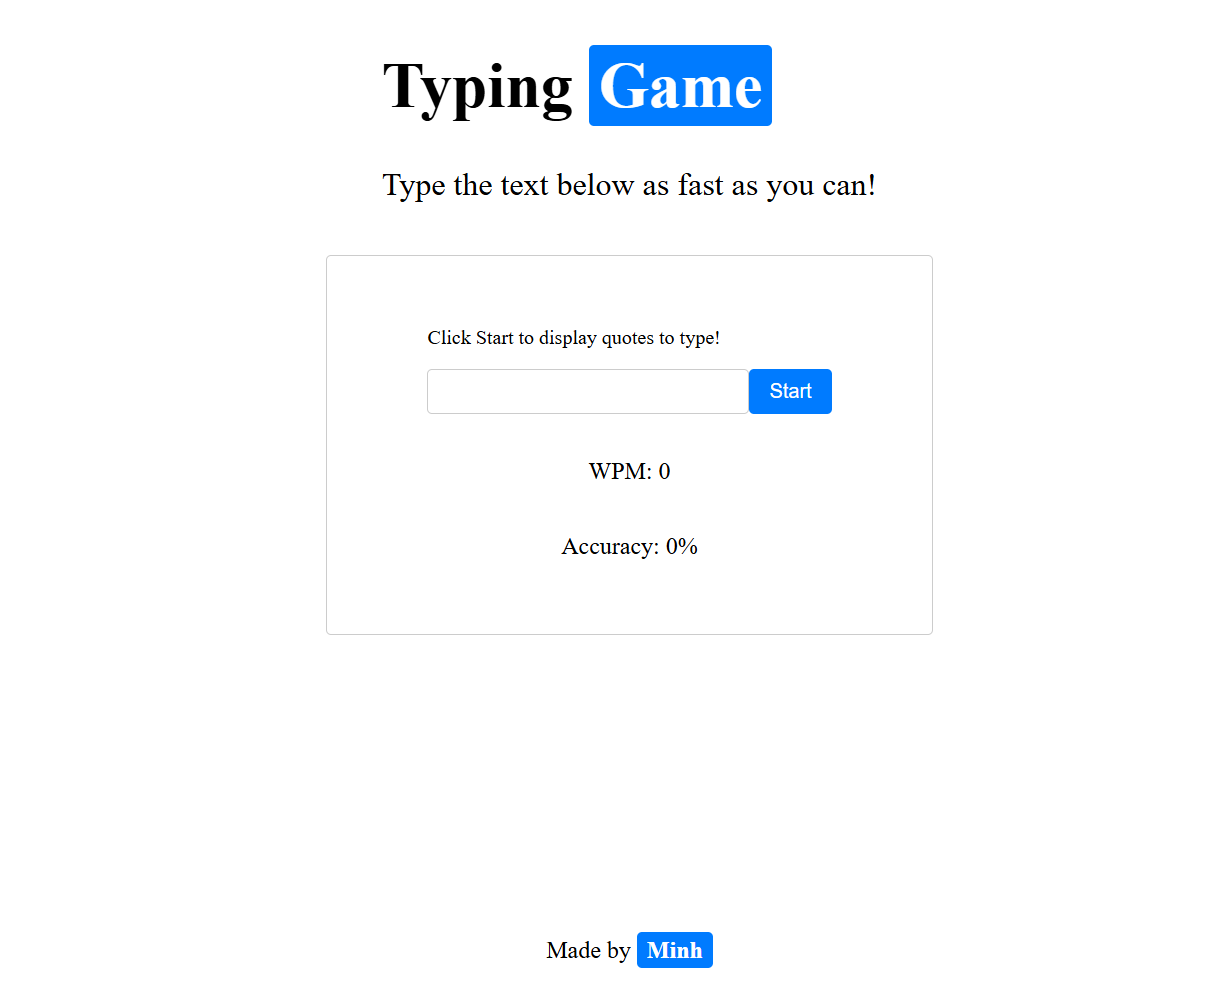 Typing Game
Type the text below as fast as you can!
Click Start to display quotes to type!
Start
WPM: 0
Accuracy: 0%
Made by Minh